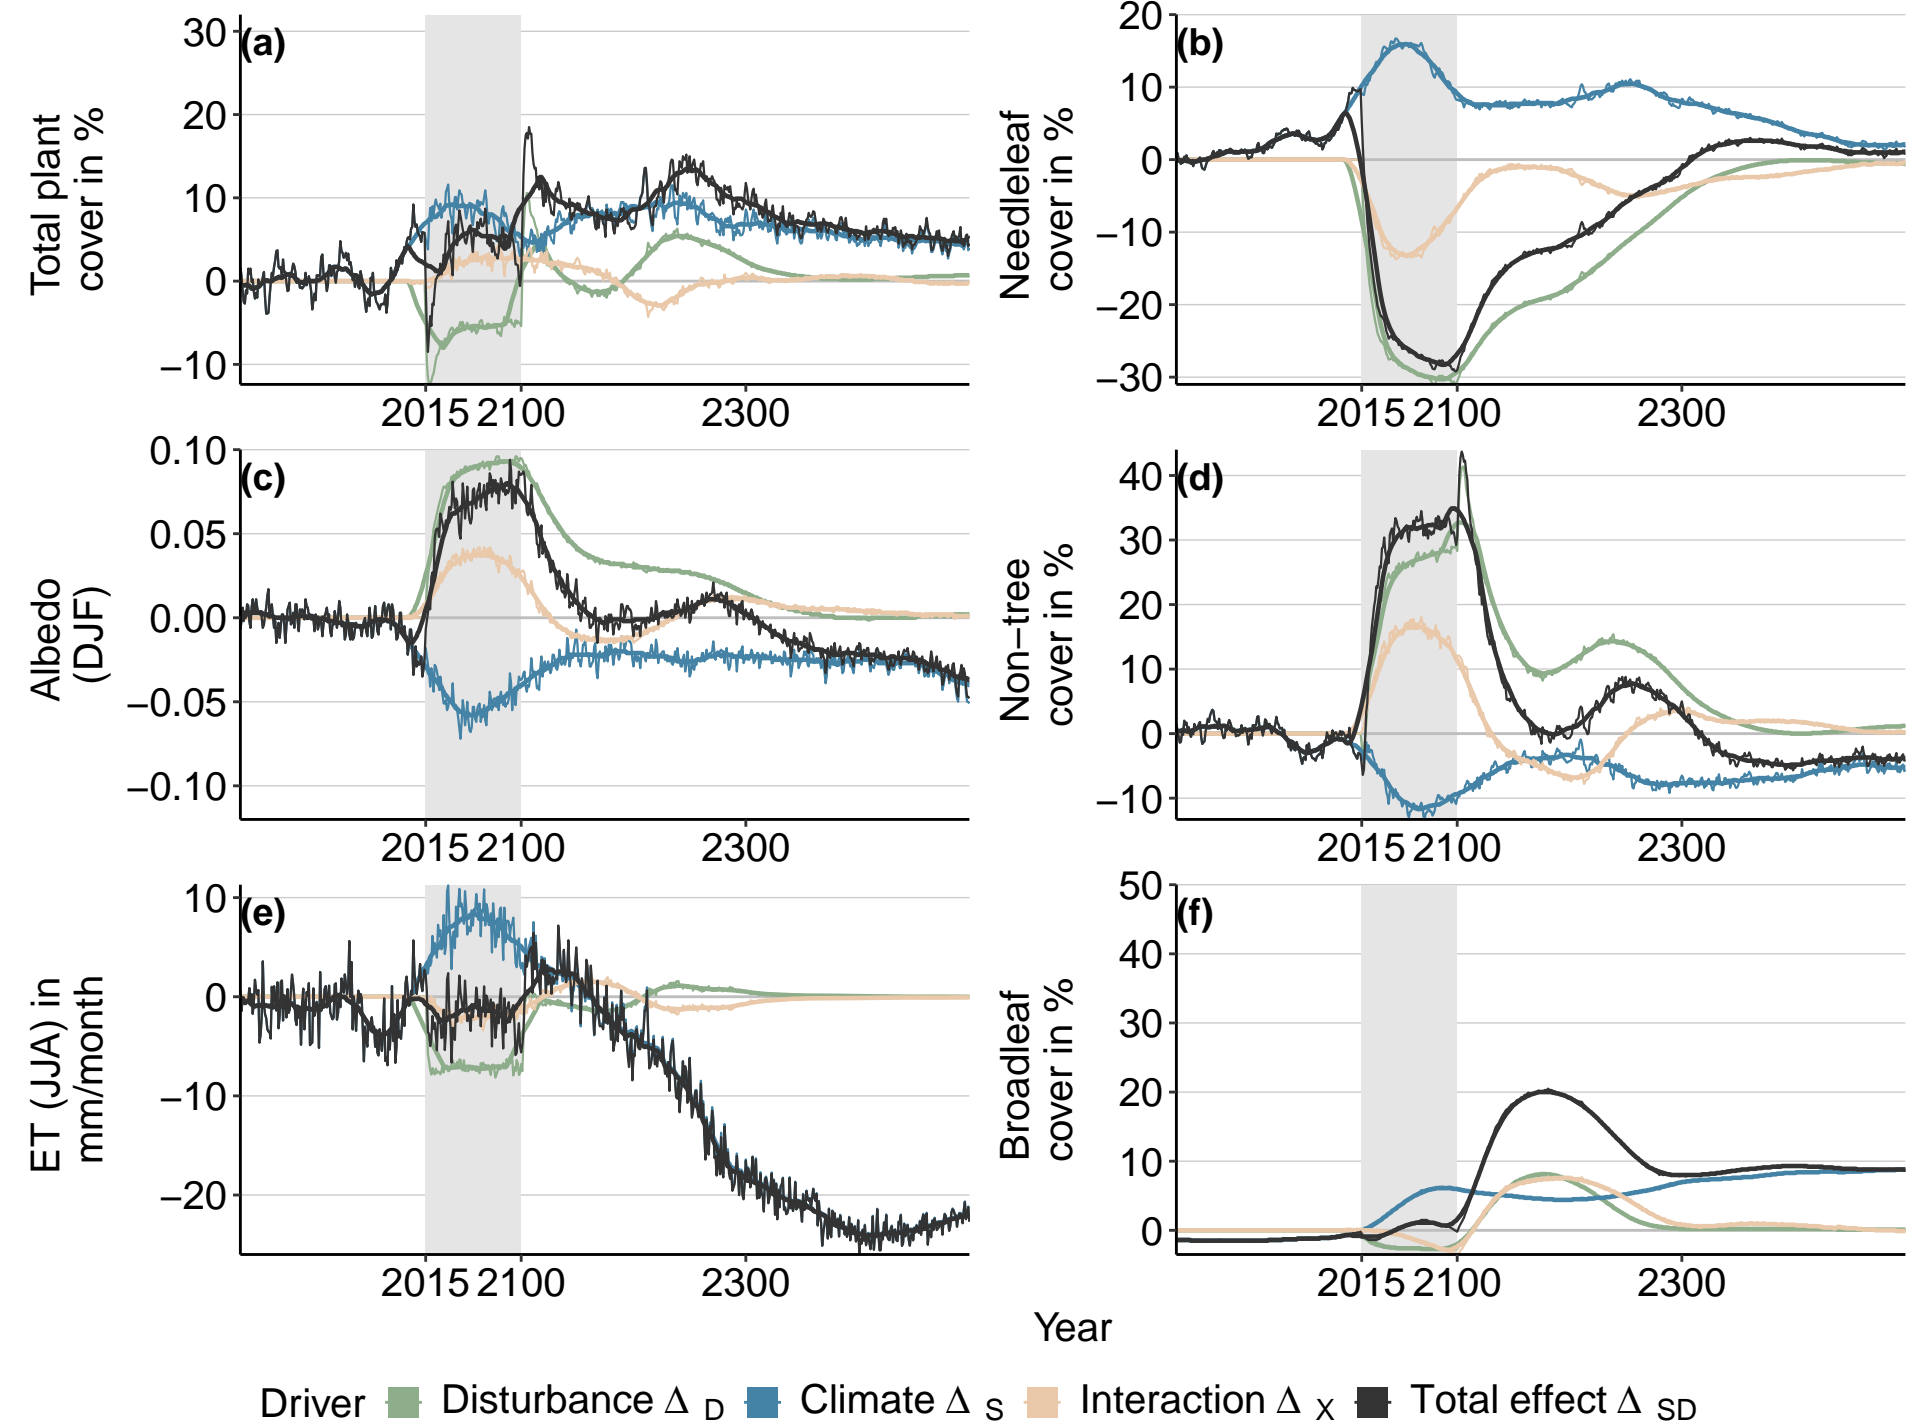 (a)
Total plant
cover in %
30
20
10
0
−10
2015 2100 2300
(b)
Needleleaf
cover in %
20
10
0
−10
−20
−30
2015 2100 2300
(c)
Albedo
(DJF)
0.10
0.05
0.00
−0.05
−0.10
2015 2100 2300
(d)
Non−tree
cover in %
40
30
20
10
0
−10
2015 2100 2300
(e)
ET (JJA) in
mm/month
10
0
−10
−20
2015 2100 2300
(f)
Broadleaf
cover in %
50
40
30
20
10
0
2015 2100 2300
Year
Driver Disturbance Δ D Climate Δ S Interaction Δ X Total effect Δ SD